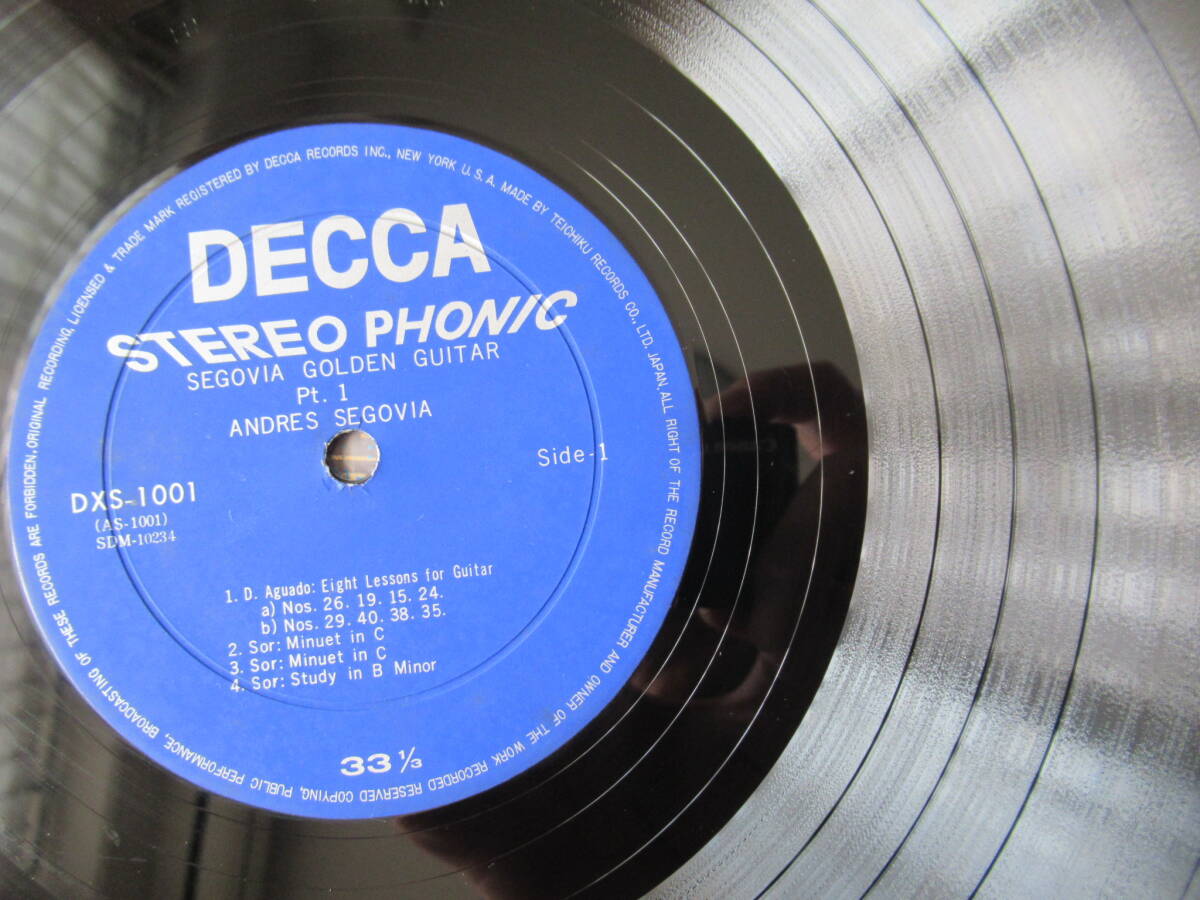 DECCA
STEREO PHONIC
SEGOVIA GOLDEN GUITAR
Pt. 1
ANDRES SEGOVIA
Side-1
DXS-1001
(AS-1001)
SDM-10234
1. D. Aguado: Eight Lessons for Guitar
a) Nos. 26. 19. 15. 24.
b) Nos. 29. 40. 38. 35.
2. Sor: Minuet in C
3. Sor: Minuet in C
4. Sor: Study in B Minor
33 ⅓
LICENSED & TRADE MARK REGISTERED BY DECCA RECORDS INC., NEW YORK U.S.A. MADE BY TEICHIKU RECORDS CO., LTD. JAPAN, ALL RIGHT OF THE RECORD MANUFACTURER AND OWNER OF THE WORK RECORDED RESERVED COPYING, PUBLIC PERFORMANCE, BROADCASTING OF THESE RECORDS ARE FORBIDDEN. ORIGINAL RECORDING,